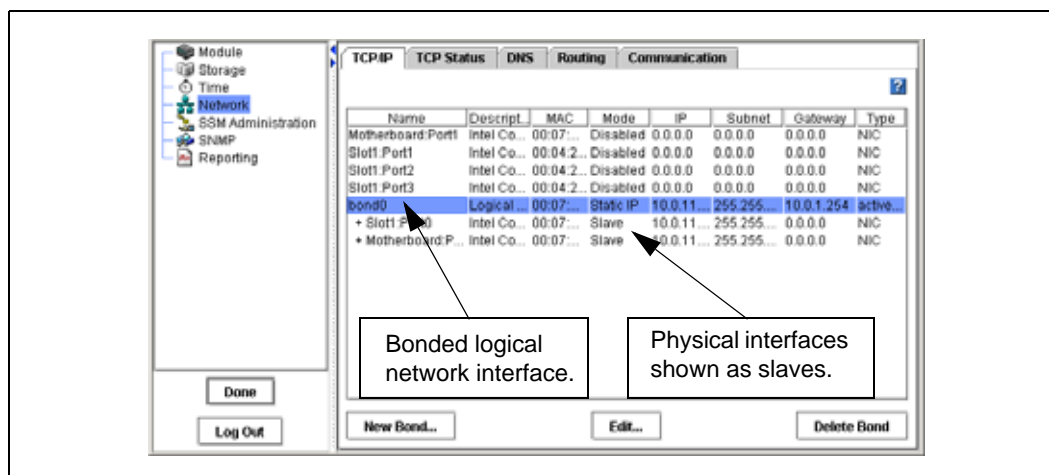 Module
Storage
Time
Network
SSM Administration
SNMP
Reporting
Done
Log Out
TCP/IP TCP Status DNS Routing Communication
?
Name Descript... MAC Mode IP Subnet Gateway Type
Motherboard:Port1 Intel Co... 00:07:... Disabled 0.0.0.0 0.0.0.0 0.0.0.0 NIC
Slot1:Port1 Intel Co... 00:04:2... Disabled 0.0.0.0 0.0.0.0 0.0.0.0 NIC
Slot1:Port2 Intel Co... 00:04:2... Disabled 0.0.0.0 0.0.0.0 0.0.0.0 NIC
Slot1:Port3 Intel Co... 00:04:2... Disabled 0.0.0.0 0.0.0.0 0.0.0.0 NIC
bond0 Logical ... 00:07:... Static IP 10.0.11.... 255.255.... 10.0.1.254 active...
+ Slot1:Port0 Intel Co... 00:07:... Slave 10.0.11.... 255.255.... 0.0.0.0 NIC
+ Motherboard:P... Intel Co... 00:07:... Slave 10.0.11.... 255.255.... 0.0.0.0 NIC
Bonded logical
network interface.
Physical interfaces
shown as slaves.
New Bond... Edit... Delete Bond